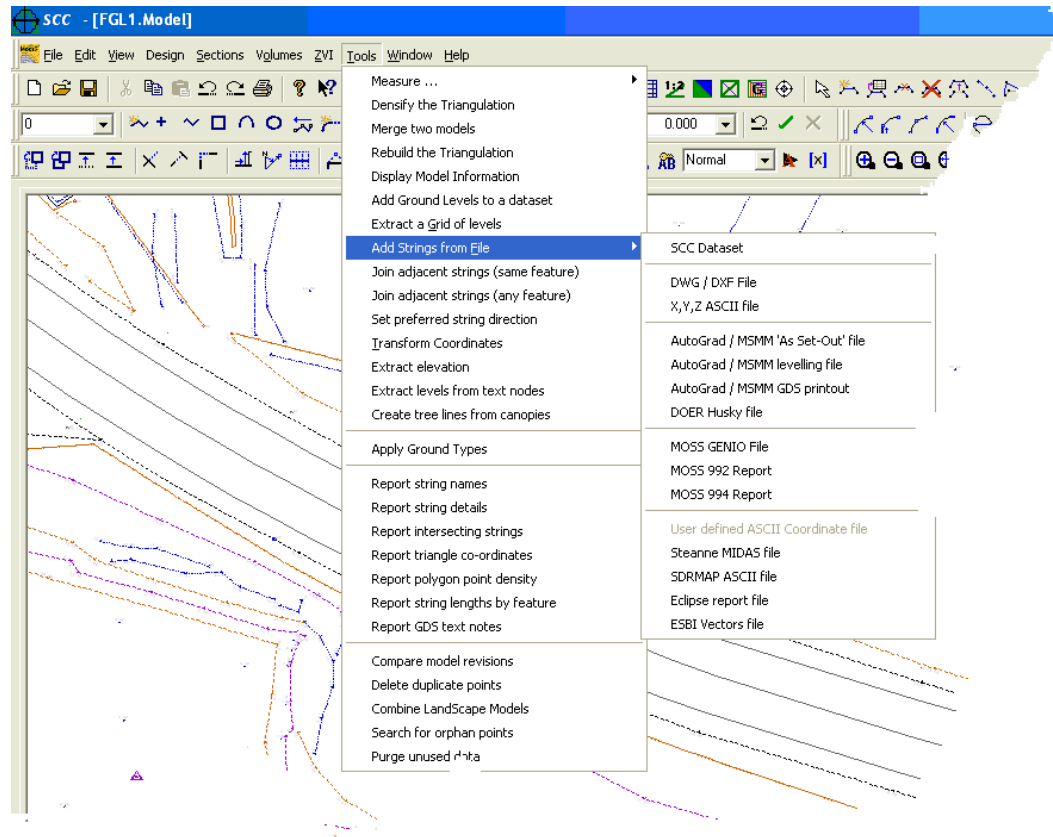 SCC - [FGL1.Model]
File Edit View Design Sections Volumes ZVI Tools Window Help
0
0.000
Normal
Measure ...
Densify the Triangulation
Merge two models
Rebuild the Triangulation
Display Model Information
Add Ground Levels to a dataset
Extract a Grid of levels
Add Strings from File
Join adjacent strings (same feature)
Join adjacent strings (any feature)
Set preferred string direction
Transform Coordinates
Extract elevation
Extract levels from text nodes
Create tree lines from canopies
Apply Ground Types
Report string names
Report string details
Report intersecting strings
Report triangle co-ordinates
Report polygon point density
Report string lengths by feature
Report GDS text notes
Compare model revisions
Delete duplicate points
Combine LandScape Models
Search for orphan points
Purge unused data
SCC Dataset
DWG / DXF File
X,Y,Z ASCII file
AutoGrad / MSMM 'As Set-Out' file
AutoGrad / MSMM levelling file
AutoGrad / MSMM GDS printout
DOER Husky file
MOSS GENIO File
MOSS 992 Report
MOSS 994 Report
User defined ASCII Coordinate file
Steanne MIDAS file
SDRMAP ASCII file
Eclipse report file
ESBI Vectors file